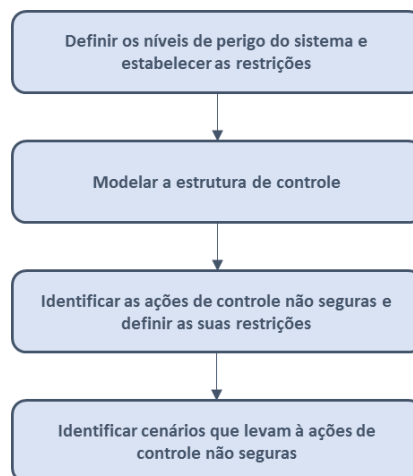 Definir os níveis de perigo do sistema e
estabelecer as restrições
Modelar a estrutura de controle
Identificar as ações de controle não seguras e
definir as suas restrições
Identificar cenários que levam à ações de
controle não seguras